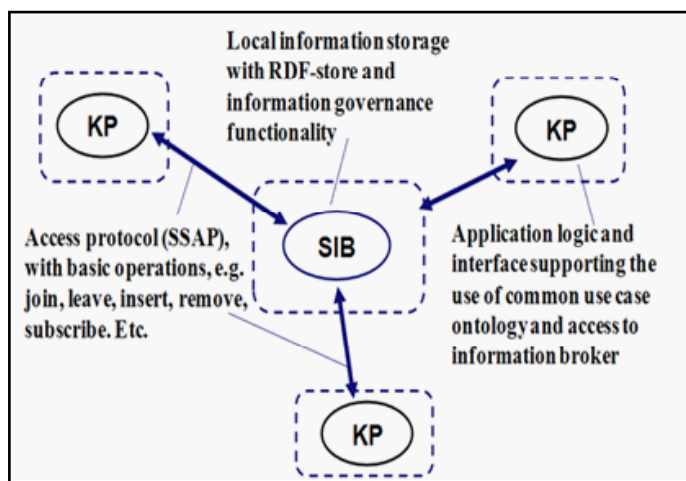 Local information storage
with RDF-store and
information governance
functionality
KP
KP
SIB
Access protocol (SSAP),
with basic operations, e.g.
join, leave, insert, remove,
subscribe. Etc.
Application logic and
interface supporting the
use of common use case
ontology and access to
information broker
KP